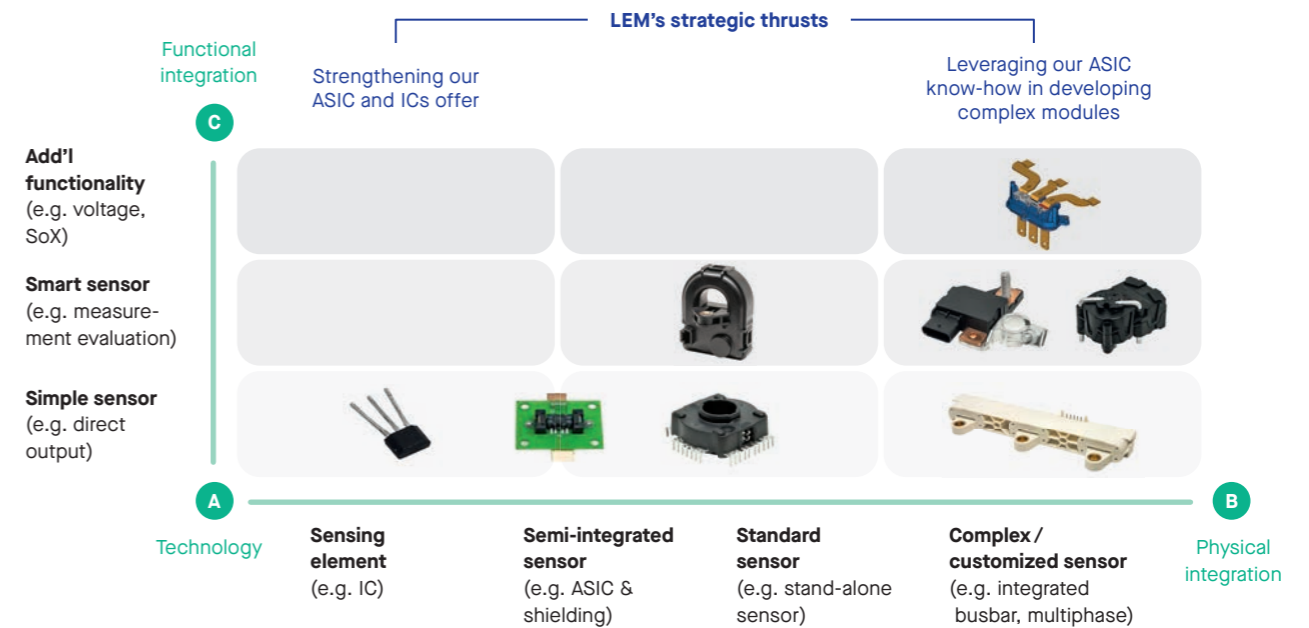 LEM's strategic thrusts
Functional
integration
Strengthening our
ASIC and ICs offer
Leveraging our ASIC
know-how in developing
complex modules
C
Add'l
functionality
(e.g. voltage,
SoX)
Smart sensor
(e.g. measure-
ment evaluation)
Simple sensor
(e.g. direct
output)
A
B
Technology
Sensing
element
(e.g. IC)
Semi-integrated
sensor
(e.g. ASIC &
shielding)
Standard
sensor
(e.g. stand-alone
sensor)
Complex /
customized sensor
(e.g. integrated
busbar, multiphase)
Physical
integration